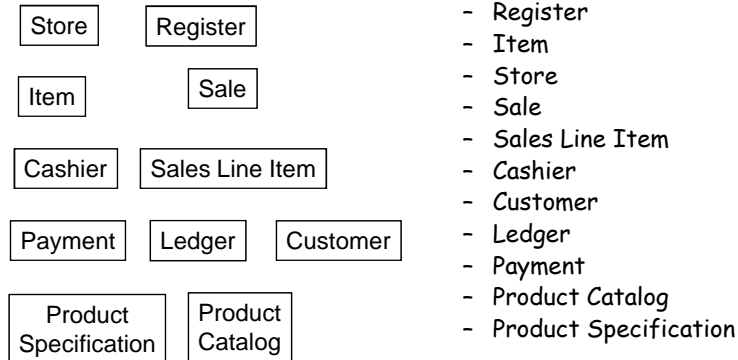 Store
Register
Item
Sale
Cashier
Sales Line Item
Payment
Ledger
Customer
Product
Specification
Product
Catalog
– Register
– Item
– Store
– Sale
– Sales Line Item
– Cashier
– Customer
– Ledger
– Payment
– Product Catalog
– Product Specification